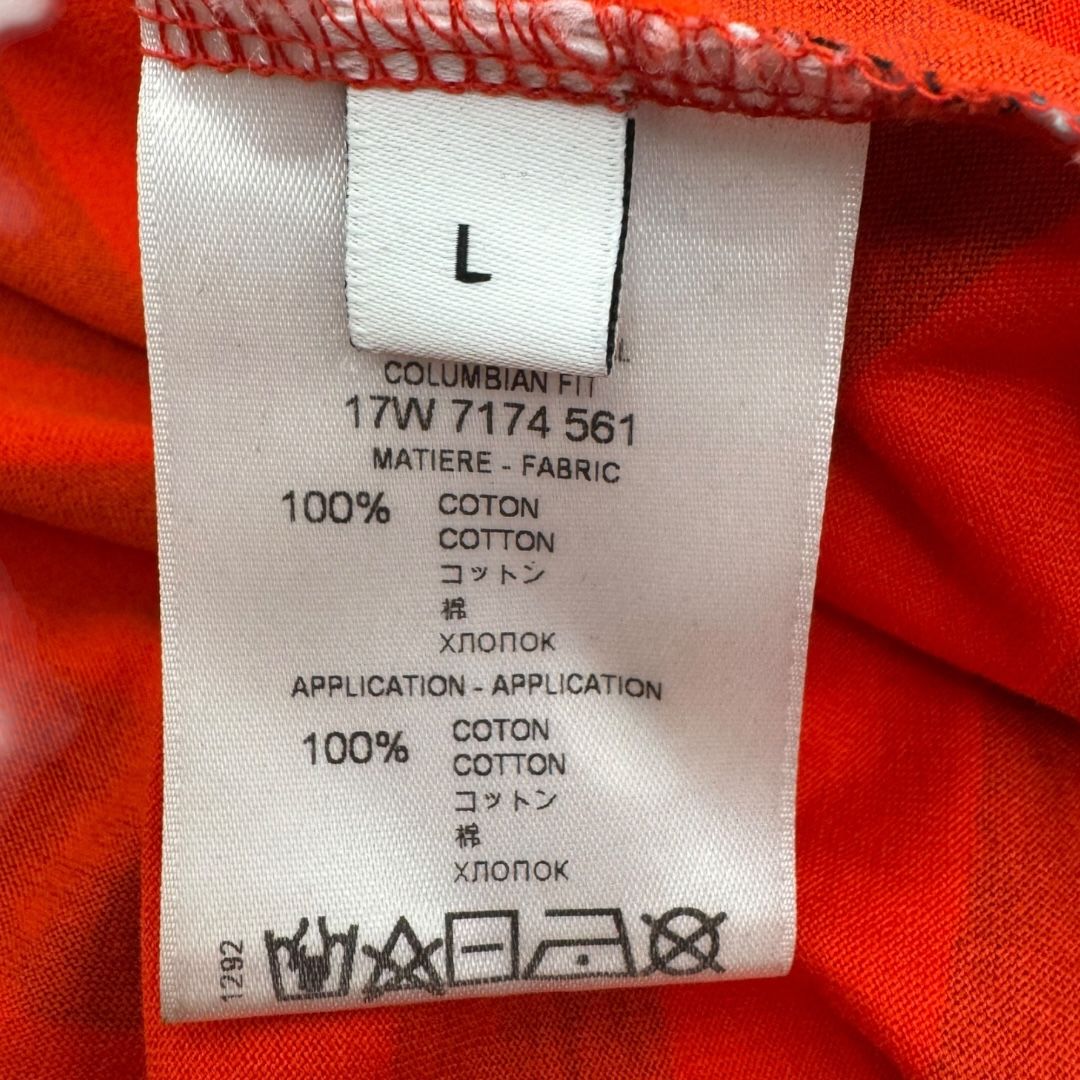 L
L
COLUMBIAN FIT
17W 7174 561
MATIERE - FABRIC
100% COTON
COTTON
コットン
棉
ХЛОПОК
APPLICATION - APPLICATION
100% COTON
COTTON
コットン
棉
ХЛОПОК
1292